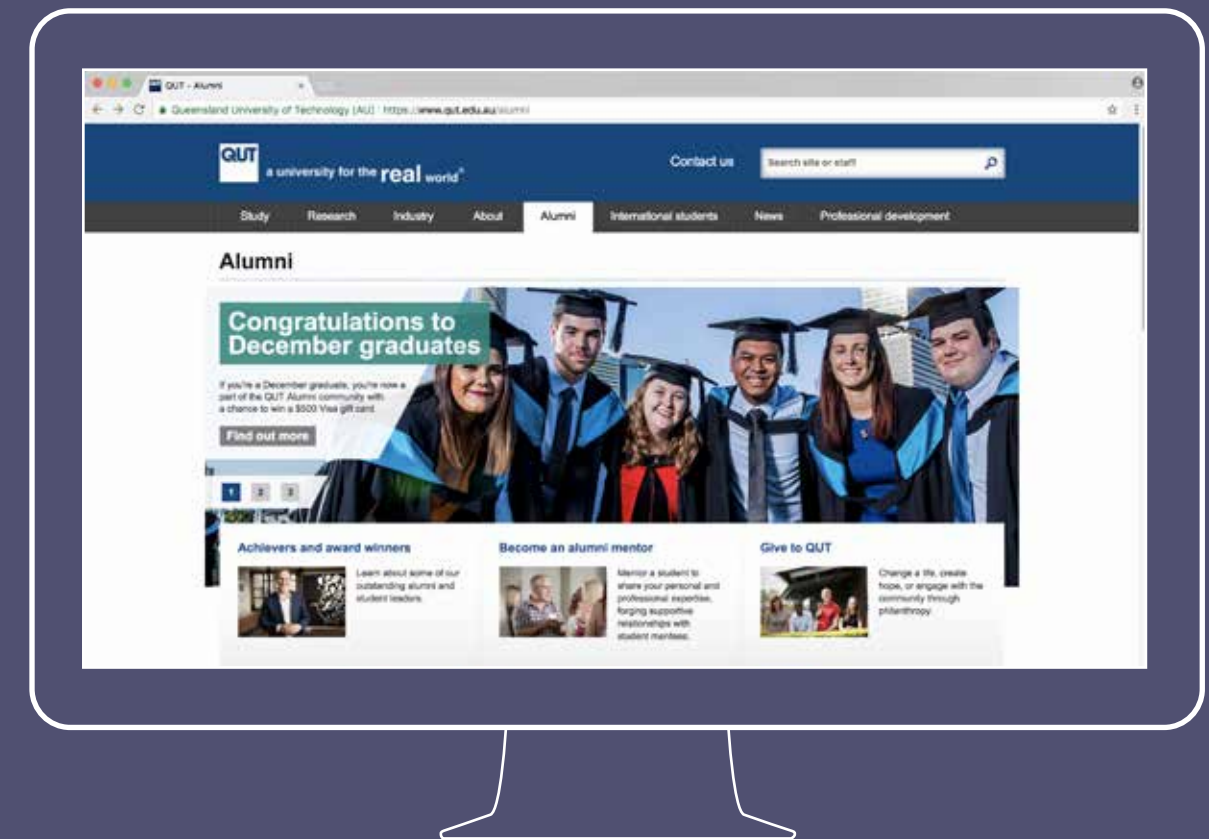 QUT - Alumni
Queensland University of Technology [AU] https://www.qut.edu.au/alumni
QUT
a university for the real world
Contact us
Search site or staff
Study Research Industry About Alumni International students News Professional development
Alumni
Congratulations to
December graduates
If you're a December graduate, you're now a
part of the QUT Alumni community with
a chance to win a $500 Visa gift card
Find out more
1 2 3
Achievers and award winners
Learn about some of our
outstanding alumni and
student leaders.
Become an alumni mentor
Mentor a student to
share your personal and
professional expertise,
forging supportive
relationships with
student mentees.
Give to QUT
Change a life, create
hope, or engage with the
community through
philanthropy.